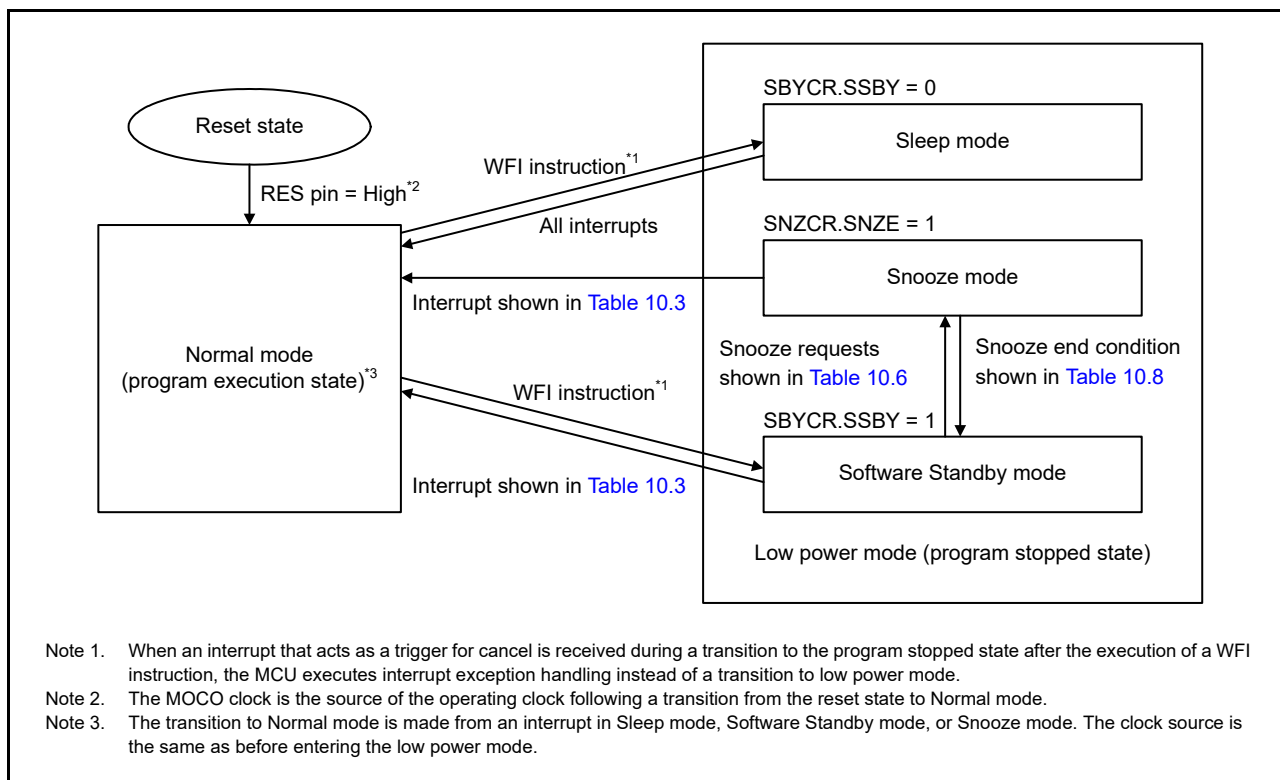 Reset state
RES pin = High*2
Normal mode
(program execution state)*3
WFI instruction*1
All interrupts
Interrupt shown in Table 10.3
WFI instruction*1
Interrupt shown in Table 10.3
SBYCR.SSBY = 0
Sleep mode
SNZCR.SNZE = 1
Snooze mode
Snooze requests
shown in Table 10.6
Snooze end condition
shown in Table 10.8
SBYCR.SSBY = 1
Software Standby mode
Low power mode (program stopped state)
Note 1. When an interrupt that acts as a trigger for cancel is received during a transition to the program stopped state after the execution of a WFI
instruction, the MCU executes interrupt exception handling instead of a transition to low power mode.
Note 2. The MOCO clock is the source of the operating clock following a transition from the reset state to Normal mode.
Note 3. The transition to Normal mode is made from an interrupt in Sleep mode, Software Standby mode, or Snooze mode. The clock source is
the same as before entering the low power mode.